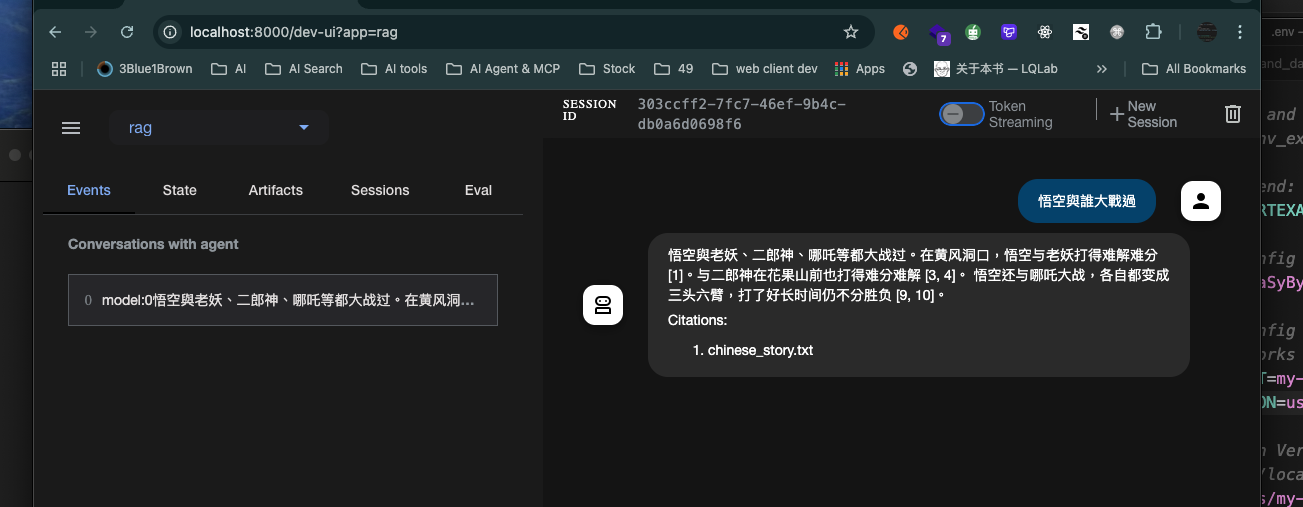 localhost:8000/dev-ui?app=rag
7
.env –
3Blue1Brown
AI
AI Search
AI tools
AI Agent & MCP
Stock
49
web client dev
Apps
关于本书 — LQLab
»
All Bookmarks
and_da
rag
SESSION ID
303ccff2-7fc7-46ef-9b4c-
db0a6d0698f6
Token
Streaming
New
Session
Events
State
Artifacts
Sessions
Eval
Conversations with agent
0 model:0悟空與老妖、二郎神、哪吒等都大战过。在黄风洞...
悟空與誰大戰過
悟空與老妖、二郎神、哪吒等都大战过。在黄风洞口，悟空与老妖打得难解难分
[1]。与二郎神在花果山前也打得难分难解 [3, 4]。 悟空还与哪吒大战，各自都变成
三头六臂，打了好长时间仍不分胜负 [9, 10]。
Citations:
1. chinese_story.txt
and
nv_ex
end:
RTEXA
nfig
aSyBy
nfig
orks
T=my-
ON=us
n Ver
/loca
s/my-